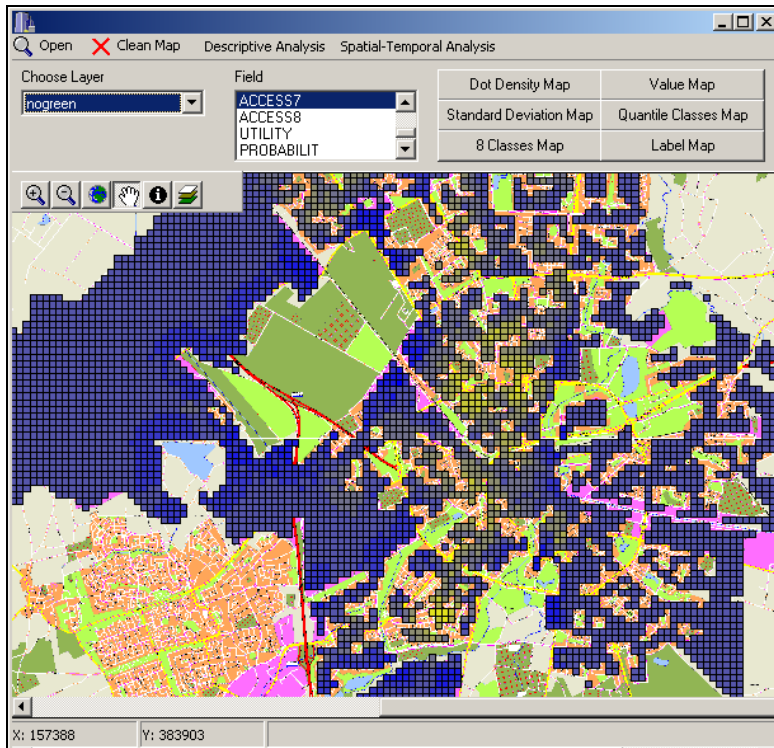 Open Clean Map Descriptive Analysis Spatial-Temporal Analysis
Choose Layer
nogreen
Field
ACCESS7
ACCESS8
UTILITY
PROBABILIT
Dot Density Map Value Map
Standard Deviation Map Quantile Classes Map
8 Classes Map Label Map
X: 157388 Y: 383903